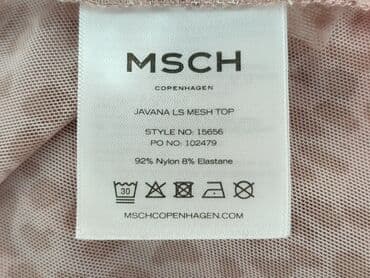 MSCH
COPENHAGEN
JAVANA LS MESH TOP
STYLE NO: 15656
PO NO: 102479
92% Nylon 8% Elastane
30
MSCHCOPENHAGEN.COM